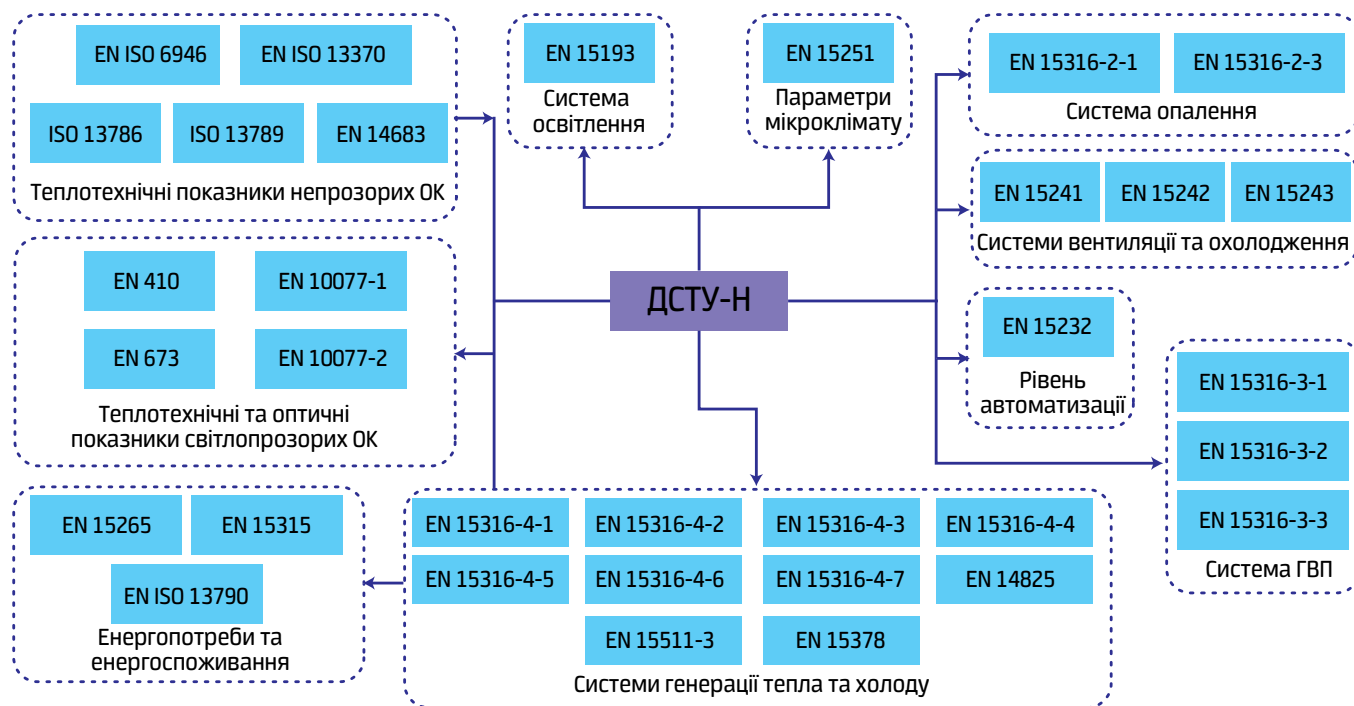 EN ISO 6946
EN ISO 13370
ISO 13786
ISO 13789
EN 14683
Теплотехнічні показники непрозорих ОК
EN 15193
Система
освітлення
EN 15251
Параметри
мікроклімату
EN 15316-2-1
EN 15316-2-3
Система опалення
EN 15241
EN 15242
EN 15243
Системи вентиляції та охолодження
EN 410
EN 10077-1
EN 673
EN 10077-2
Теплотехнічні та оптичні
показники світлопрозорих ОК
ДСТУ-Н
EN 15232
Рівень
автоматизації
EN 15316-3-1
EN 15316-3-2
EN 15316-3-3
Система ГВП
EN 15265
EN 15315
EN ISO 13790
Енергопотреби та
енергоспоживання
EN 15316-4-1
EN 15316-4-2
EN 15316-4-3
EN 15316-4-4
EN 15316-4-5
EN 15316-4-6
EN 15316-4-7
EN 14825
EN 15511-3
EN 15378
Системи генерації тепла та холоду